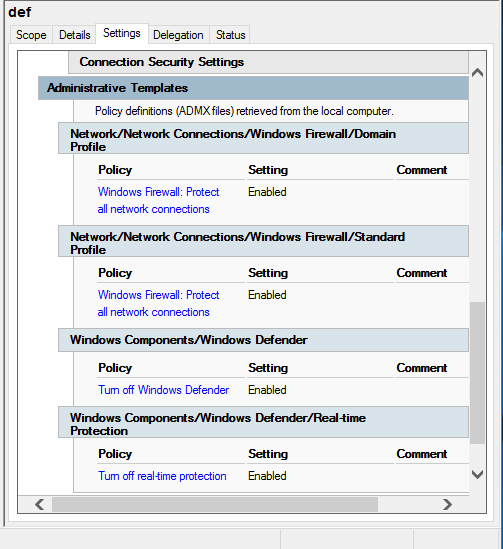 def
Scope Details Settings Delegation Status
Connection Security Settings
Administrative Templates
Policy definitions (ADMX files) retrieved from the local computer.
Network/Network Connections/Windows Firewall/Domain
Profile
Policy Setting Comment
Windows Firewall: Protect Enabled
all network connections
Network/Network Connections/Windows Firewall/Standard
Profile
Policy Setting Comment
Windows Firewall: Protect Enabled
all network connections
Windows Components/Windows Defender
Policy Setting Comment
Turn off Windows Defender Enabled
Windows Components/Windows Defender/Real-time
Protection
Policy Setting Comment
Turn off real-time protection Enabled